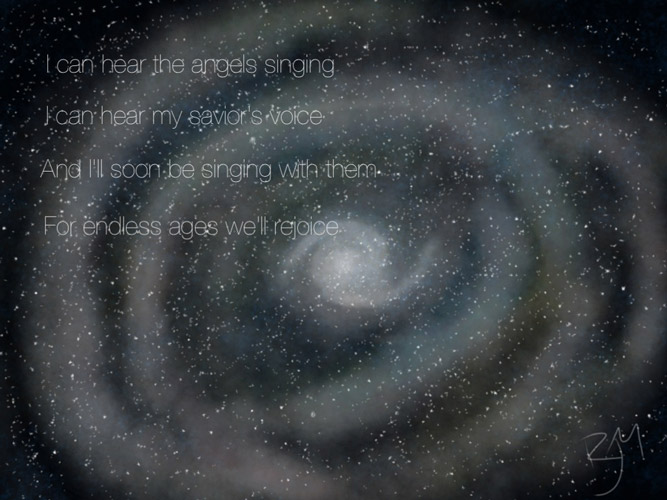 I can hear the angels singing
I can hear my savior's voice
And I'll soon be singing with them
For endless ages we'll rejoice
RJM